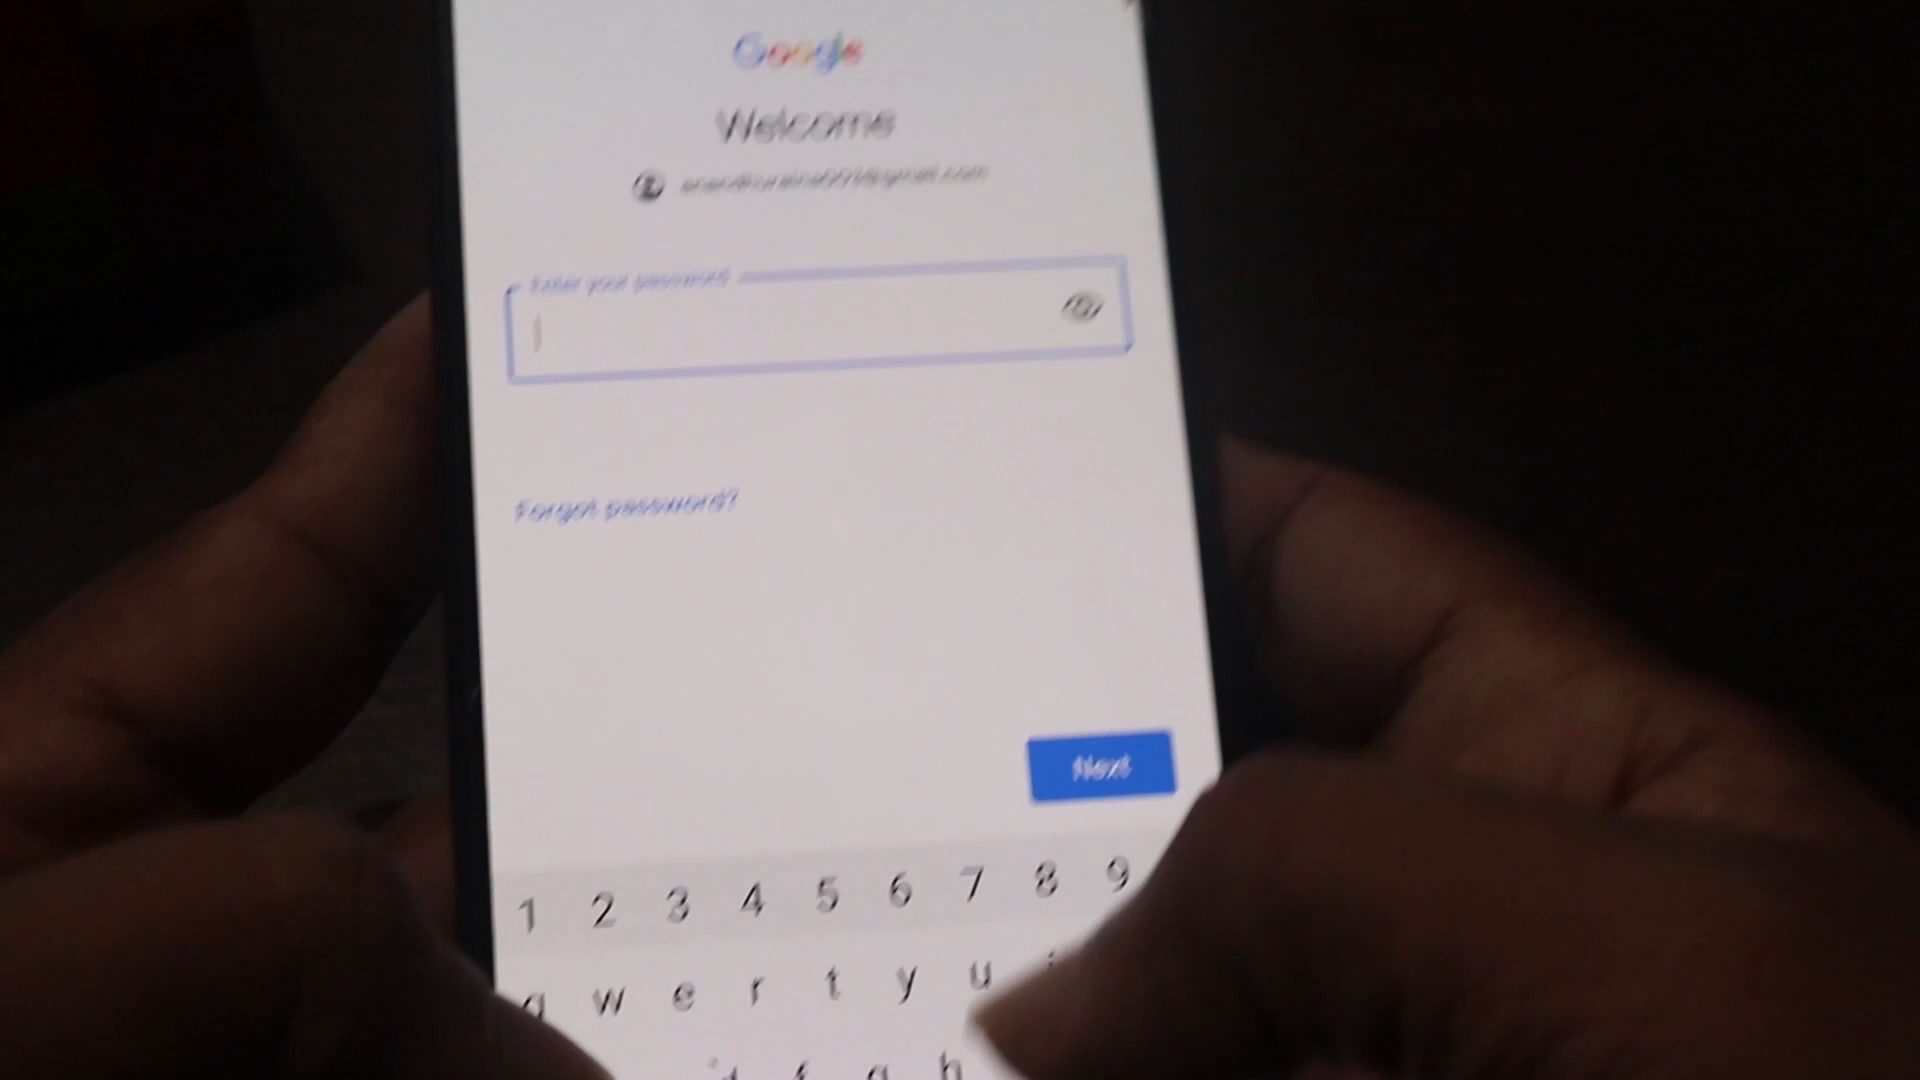 Google
Welcome
Enter your password
Forgot password?
Next
1 2 3 4 5 6 7 8 9
q w e r t y u i
d f g h